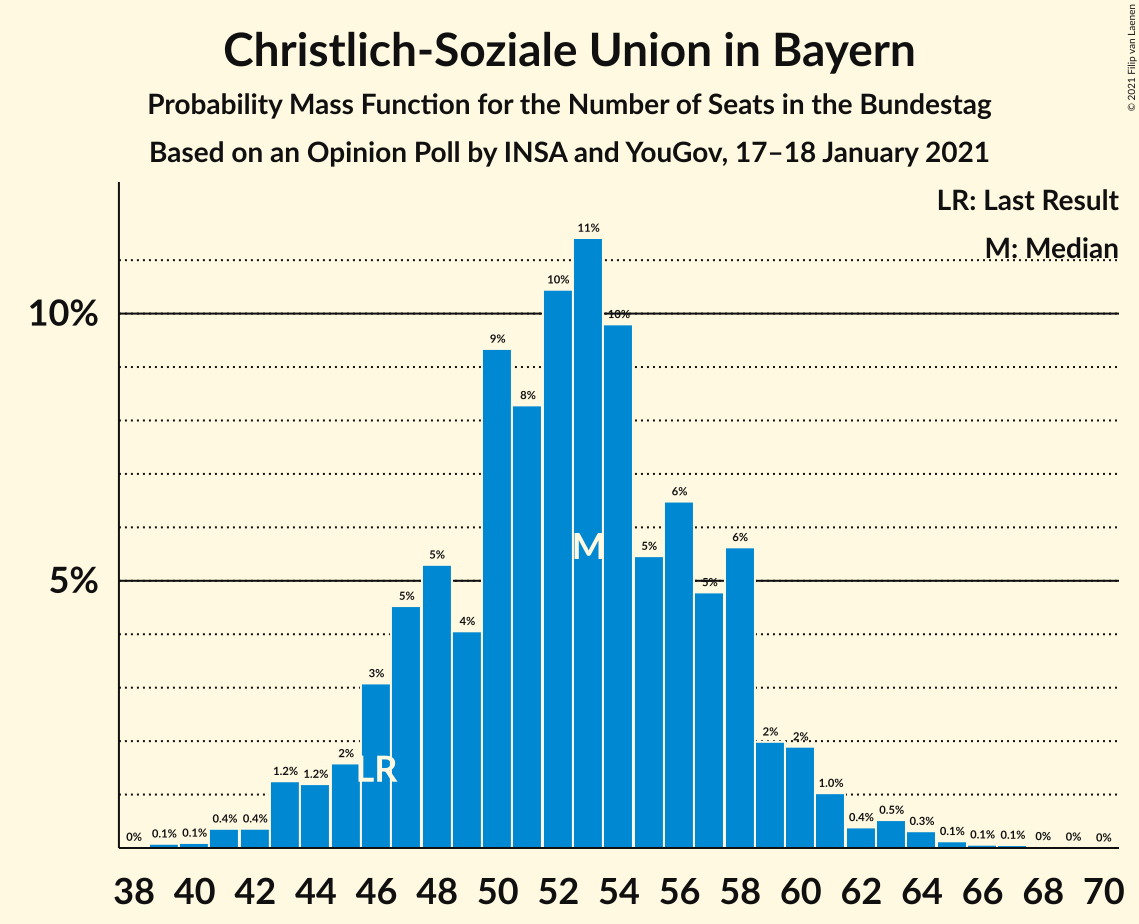 Christlich-Soziale Union in Bayern
Probability Mass Function for the Number of Seats in the Bundestag
Based on an Opinion Poll by INSA and YouGov, 17–18 January 2021
© 2021 Filip van Laenen
LR: Last Result
M: Median
10%
5%
0% 0.1% 0.1% 0.4% 0.4% 1.2% 1.2% 2% 3% 5% 5% 4% 9% 8% 10% 11% 10% 5% 6% 5% 6% 2% 2% 1.0% 0.4% 0.5% 0.3% 0.1% 0.1% 0.1% 0% 0% 0%
M
LR
38 40 42 44 46 48 50 52 54 56 58 60 62 64 66 68 70